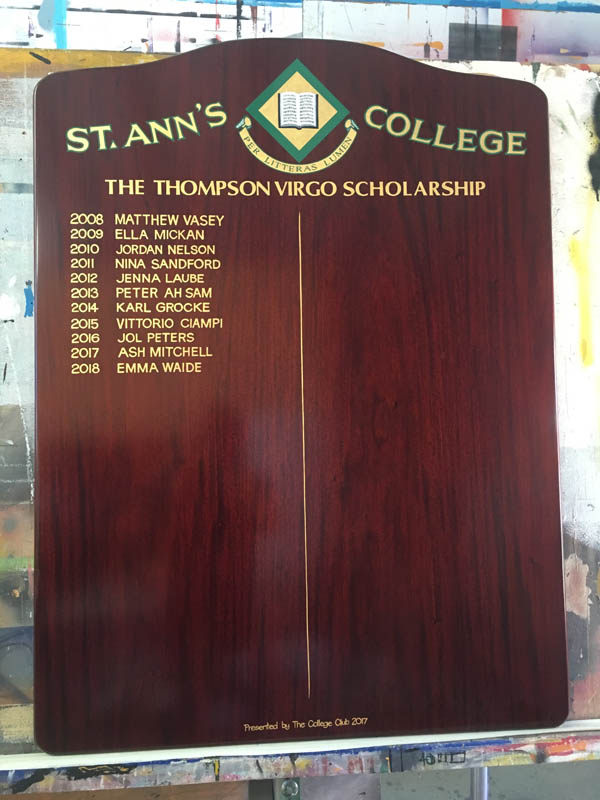 ST. ANN'S COLLEGE
PER LITTERAS LUMEN
THE THOMPSON VIRGO SCHOLARSHIP
2008 MATTHEW VASEY
2009 ELLA MICKAN
2010 JORDAN NELSON
2011 NINA SANDFORD
2012 JENNA LAUBE
2013 PETER AH SAM
2014 KARL GROCKE
2015 VITTORIO CIAMPI
2016 JOL PETERS
2017 ASH MITCHELL
2018 EMMA WAIDE
Presented by The College Club 2017